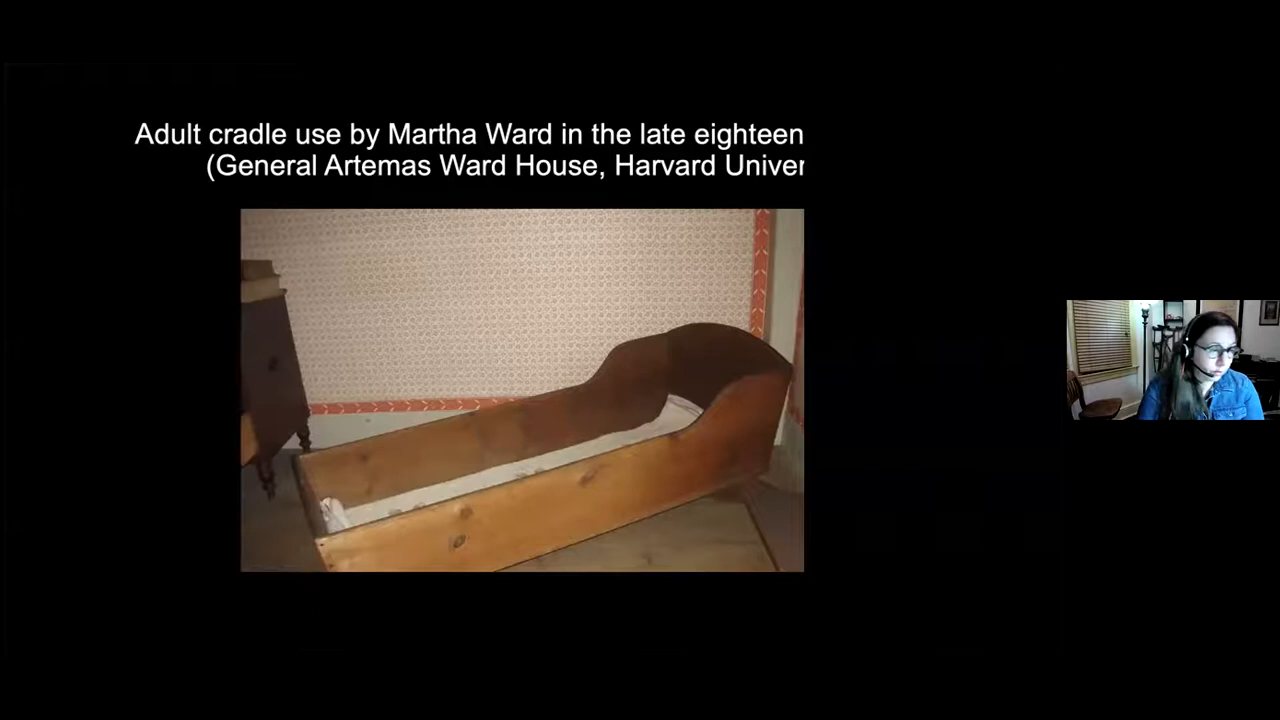 Adult cradle use by Martha Ward in the late eighteen
(General Artemas Ward House, Harvard Univer